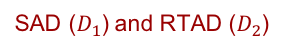 SAD (D₁) and RTAD (D₂)